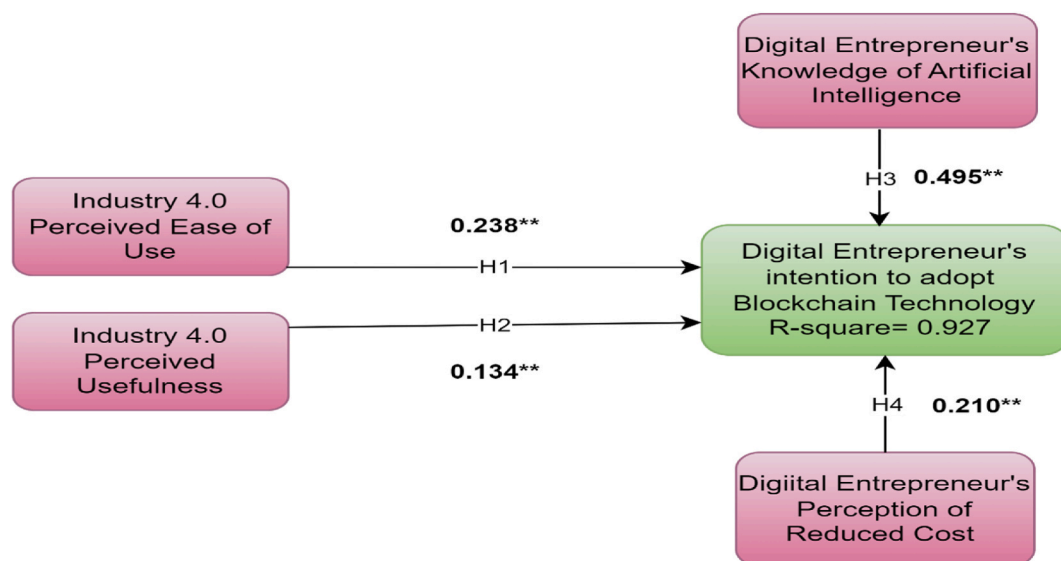 Digital Entrepreneur's
Knowledge of Artificial
Intelligence
H3 0.495**
Industry 4.0
Perceived Ease of
Use
0.238**
H1
Digital Entrepreneur's
intention to adopt
Blockchain Technology
R-square= 0.927
Industry 4.0
Perceived
Usefulness
H2
0.134**
H4 0.210**
Digiital Entrepreneur's
Perception of
Reduced Cost